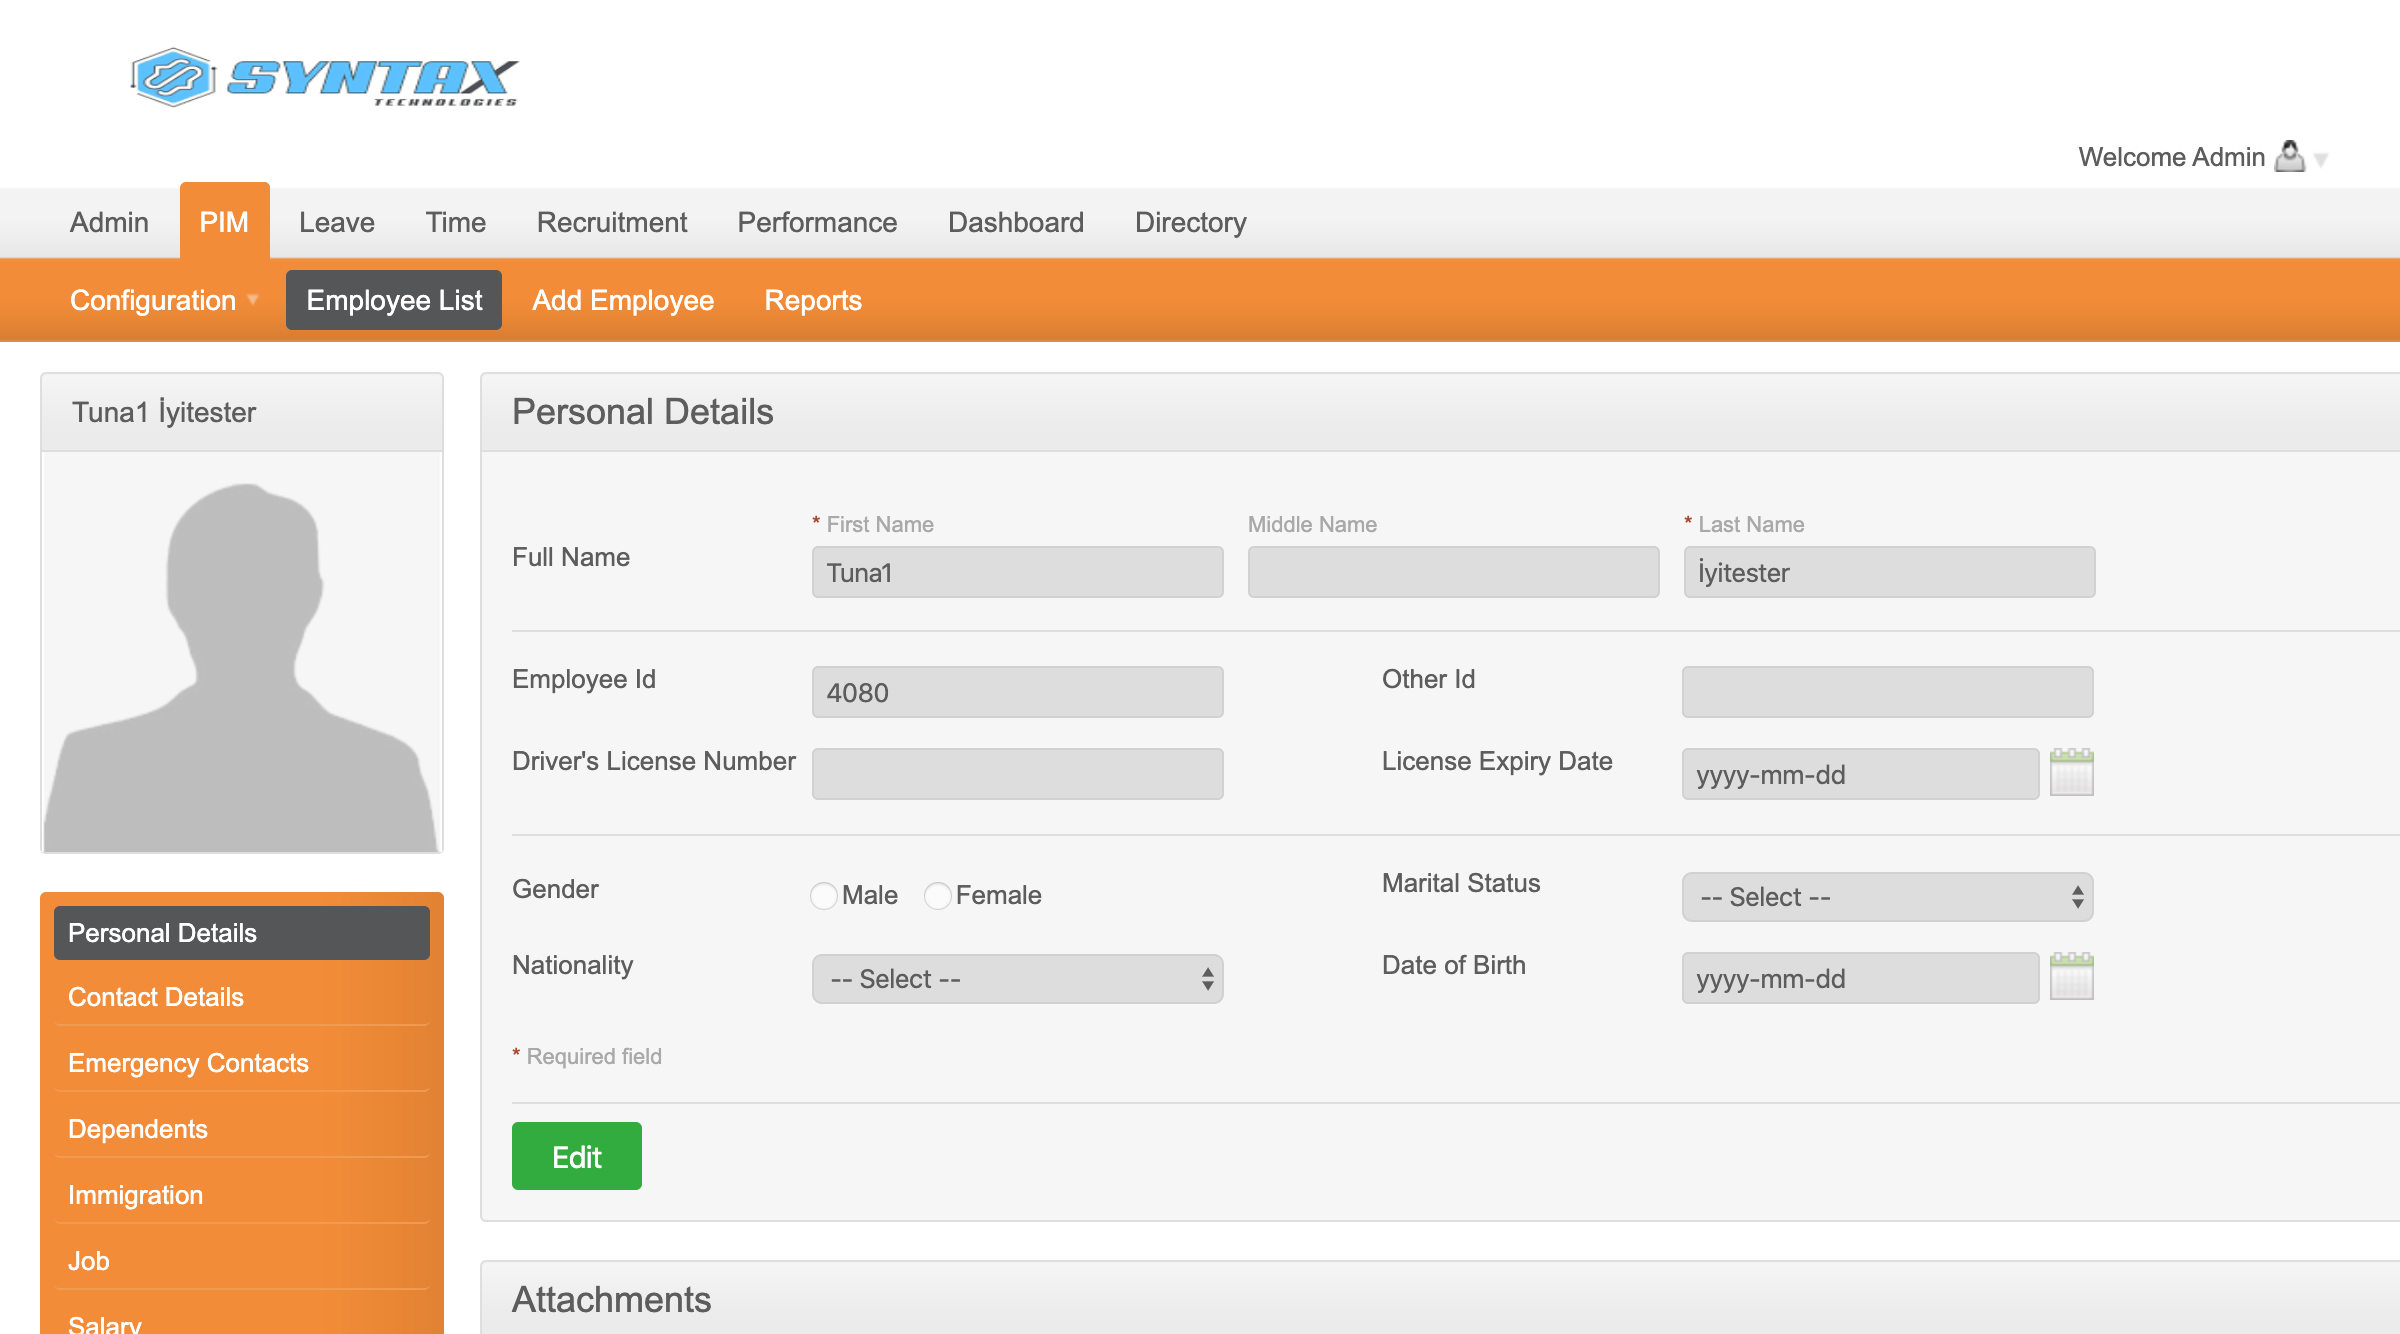 SYNTAX
TECHNOLOGIES
Welcome Admin
Admin PIM Leave Time Recruitment Performance Dashboard Directory
Configuration Employee List Add Employee Reports
Tuna1 İyitester
Personal Details
* First Name Middle Name * Last Name
Full Name Tuna1 İyitester
Employee Id 4080 Other Id
Driver's License Number License Expiry Date yyyy-mm-dd
Gender Male Female Marital Status -- Select --
Nationality -- Select -- Date of Birth yyyy-mm-dd
* Required field
Edit
Personal Details
Contact Details
Emergency Contacts
Dependents
Immigration
Job
Salary
Attachments